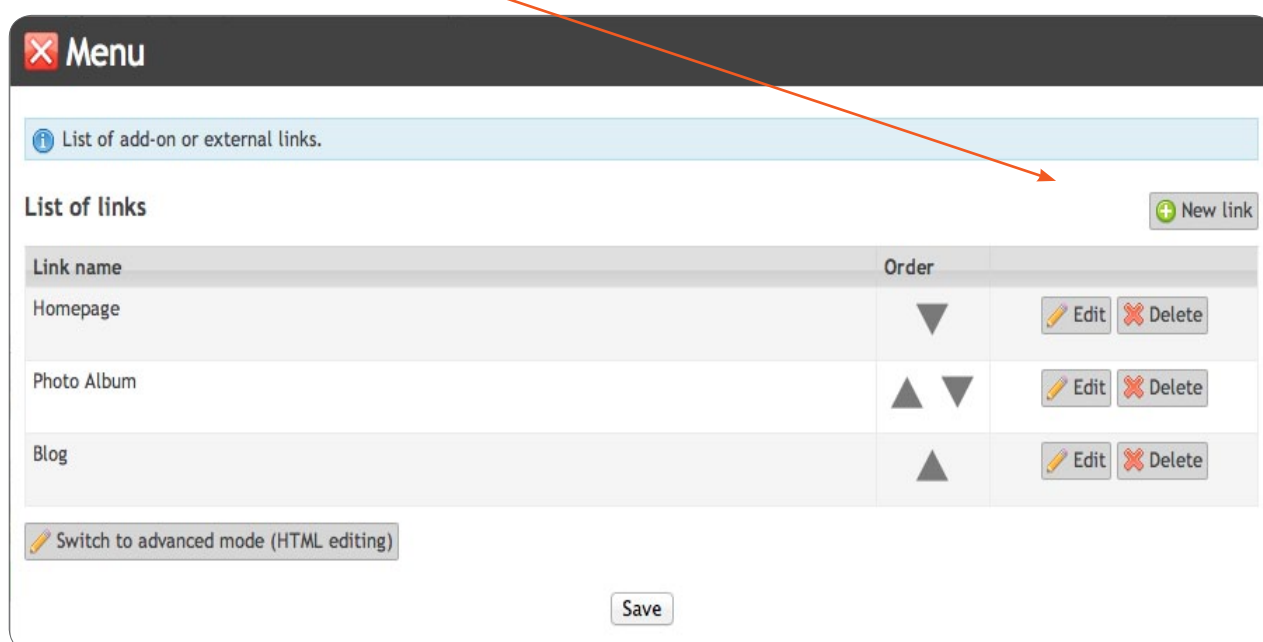 Menu
List of add-on or external links.
List of links
New link
Link name Order
Homepage Edit Delete
Photo Album Edit Delete
Blog Edit Delete
Switch to advanced mode (HTML editing)
Save